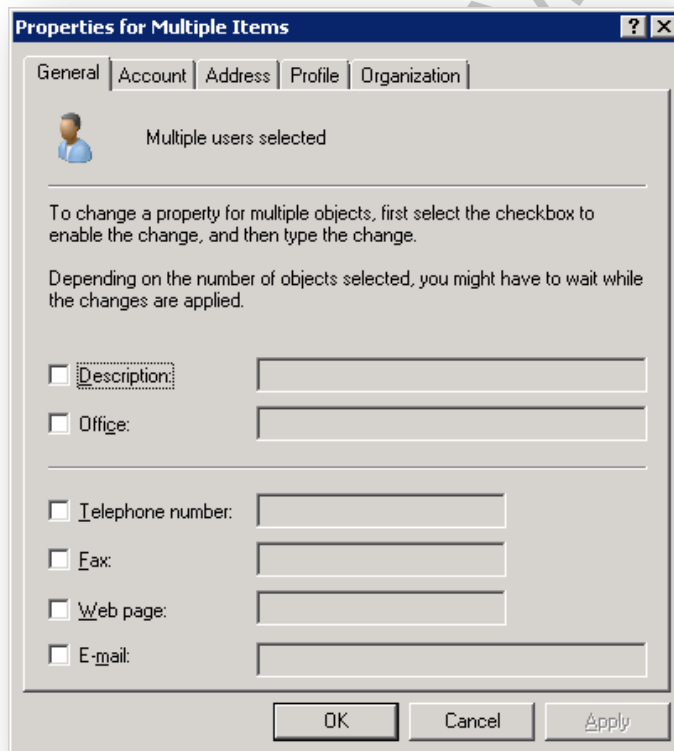 Properties for Multiple Items
General Account Address Profile Organization
Multiple users selected
To change a property for multiple objects, first select the checkbox to
enable the change, and then type the change.
Depending on the number of objects selected, you might have to wait while
the changes are applied.
Description:
Office:
Telephone number:
Fax:
Web page:
E-mail:
OK Cancel Apply